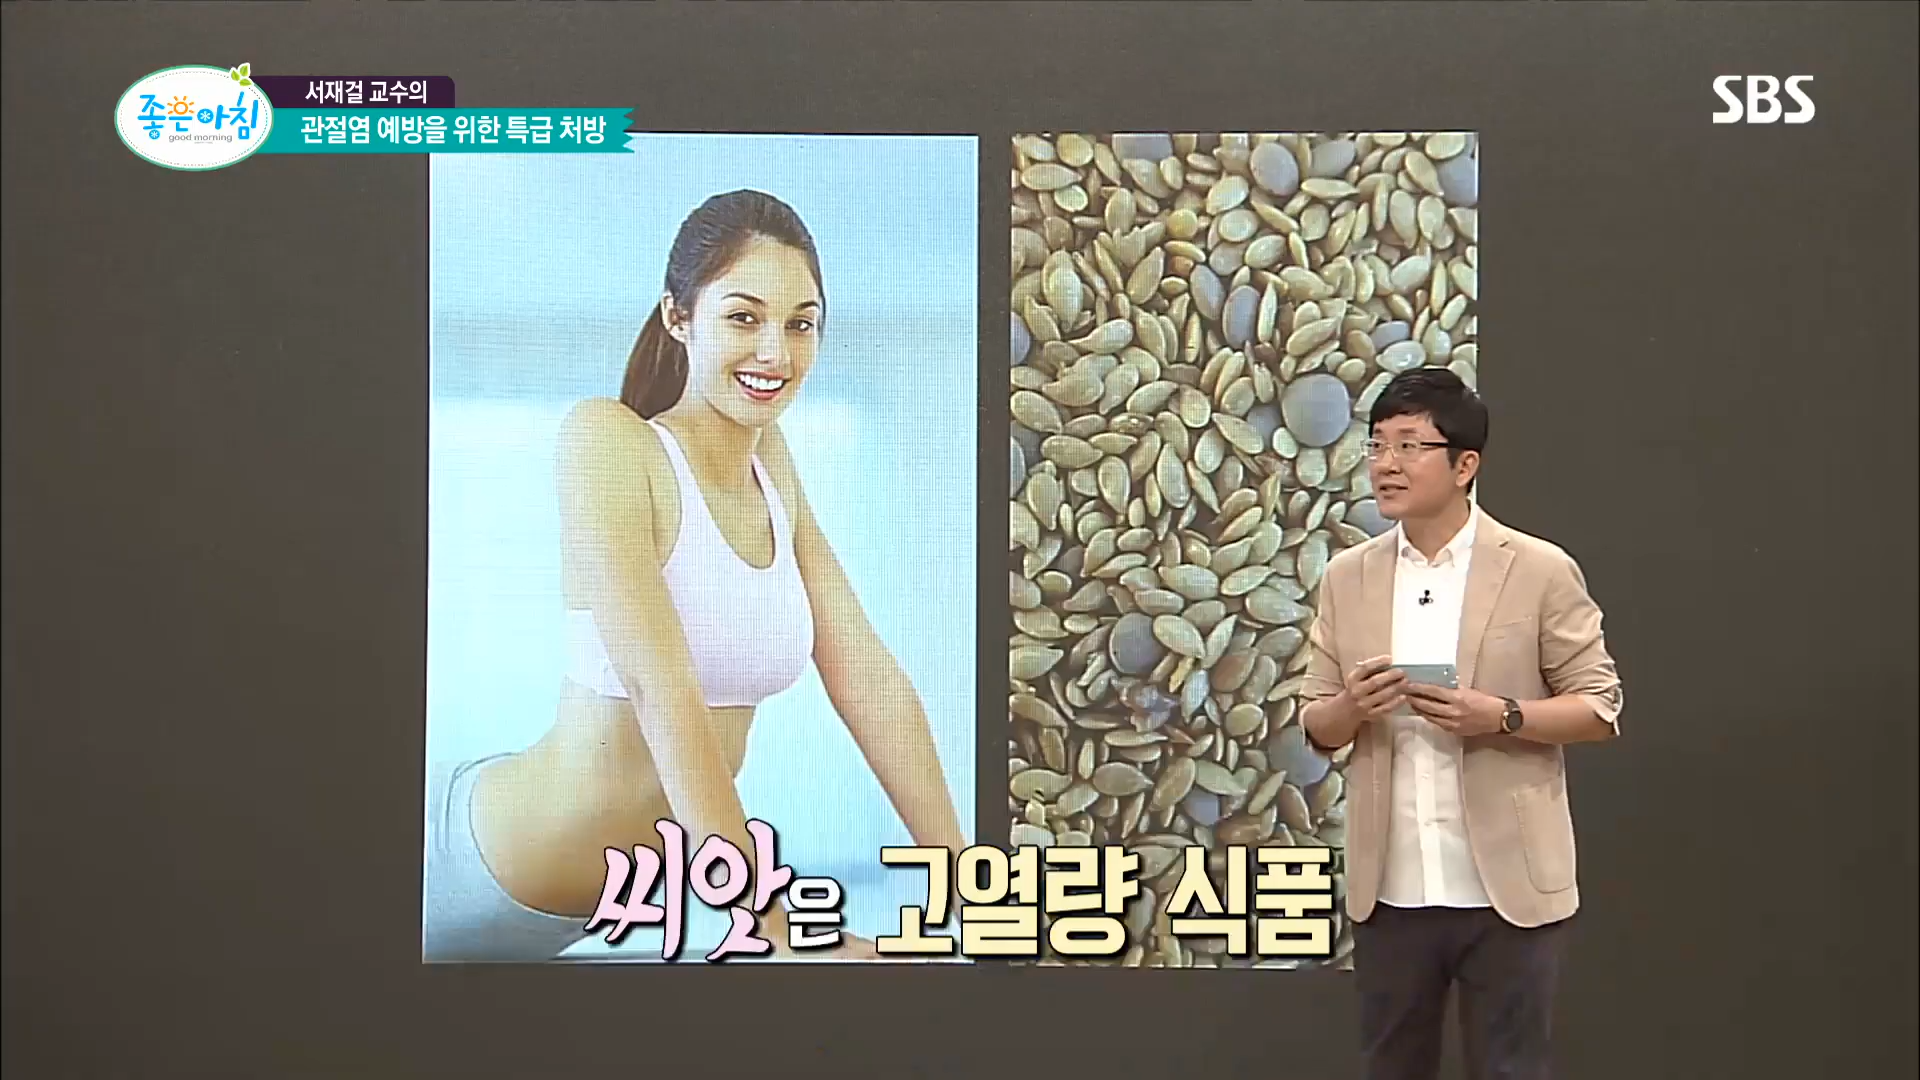 좋은아침
good morning
서재걸 교수의
관절염 예방을 위한 특급 처방
SBS
씨앗은 고열량 식품